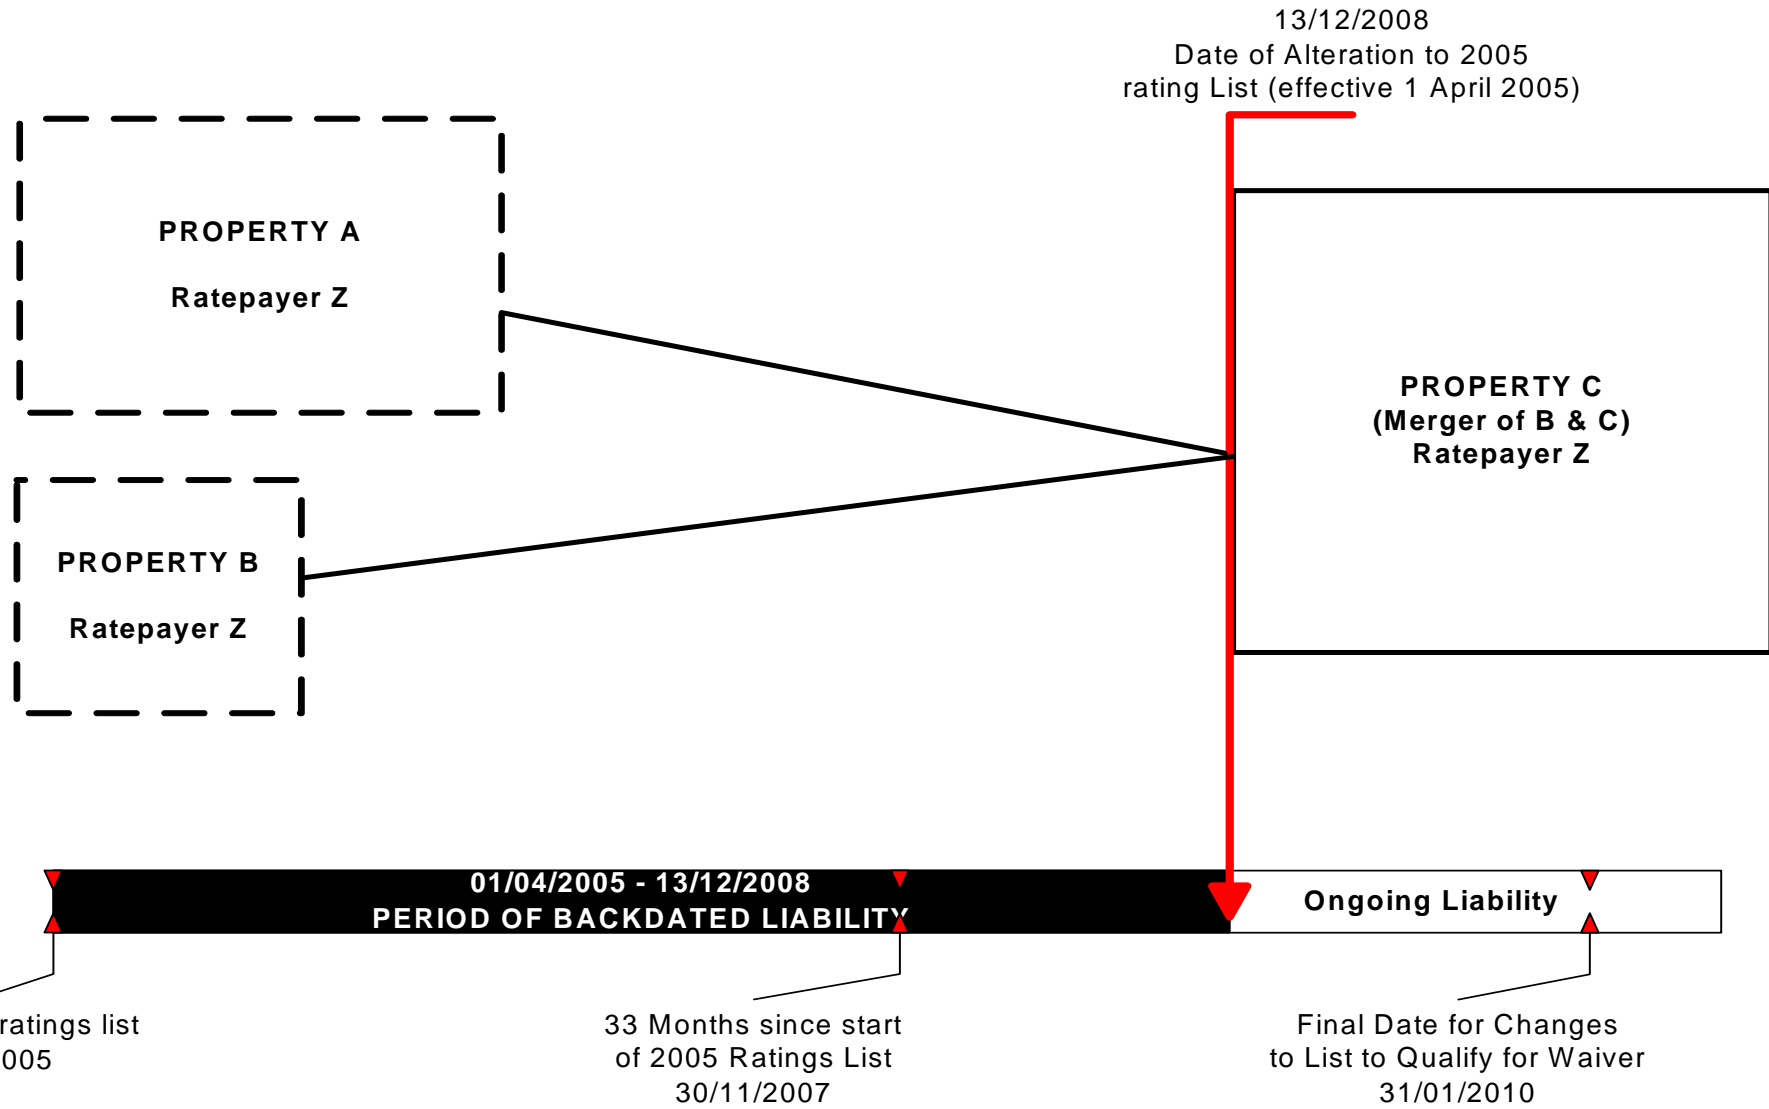 13/12/2008
Date of Alteration to 2005
rating List (effective 1 April 2005)
PROPERTY A
Ratepayer Z
PROPERTY C
(Merger of B & C)
Ratepayer Z
PROPERTY B
Ratepayer Z
01/04/2005 - 13/12/2008
PERIOD OF BACKDATED LIABILITY
Ongoing Liability
ratings list
005
33 Months since start
of 2005 Ratings List
30/11/2007
Final Date for Changes
to List to Qualify for Waiver
31/01/2010